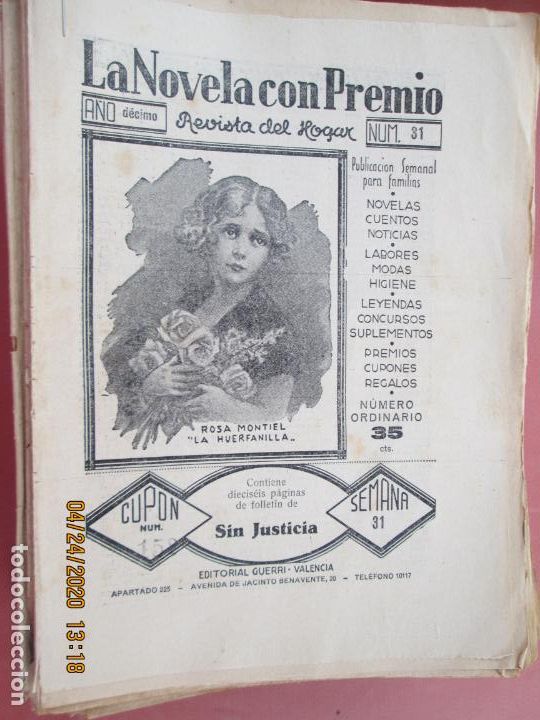 La Novela con Premio
AÑO décimo
Revista del Hogar
NUM. 31
Publicacion Semanal
para familias
NOVELAS
CUENTOS
NOTICIAS
•
LABORES
MODAS
HIGIENE
•
LEYENDAS
CONCURSOS
SUPLEMENTOS
•
PREMIOS
CUPONES
REGALOS
•
NÚMERO
ORDINARIO
35
cts.
ROSA MONTIEL
"LA HUERFANILLA"
CUPON
NUM.
Contiene
dieciséis páginas
de folletín de
Sin Justicia
SEMANA
31
EDITORIAL GUERRI - VALENCIA
APARTADO 225 - AVENIDA DE JACINTO BENAVENTE, 20 - TELÉFONO 10117
04/24/2020 13:18
todocoleccion.net